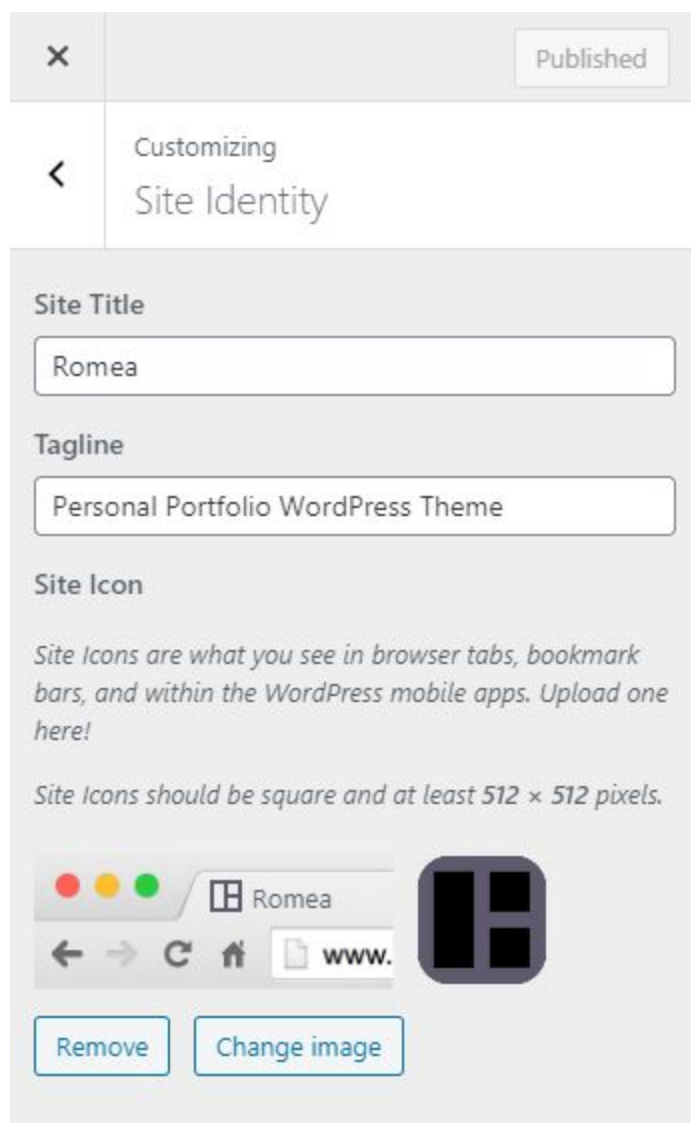 Published
Customizing
Site Identity
Site Title
Romea
Tagline
Personal Portfolio WordPress Theme
Site Icon
Site Icons are what you see in browser tabs, bookmark
bars, and within the WordPress mobile apps. Upload one
here!
Site Icons should be square and at least 512 × 512 pixels.
Romea
www.
Remove
Change image